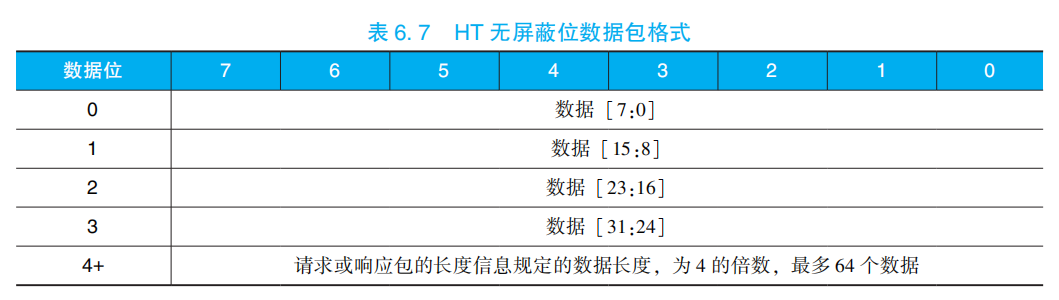 表 6. 7 HT 无屏蔽位数据包格式
数据位 7 6 5 4 3 2 1 0
0 数据 [7:0]
1 数据 [15:8]
2 数据 [23:16]
3 数据 [31:24]
4+ 请求或响应包的长度信息规定的数据长度，为 4 的倍数，最多 64 个数据